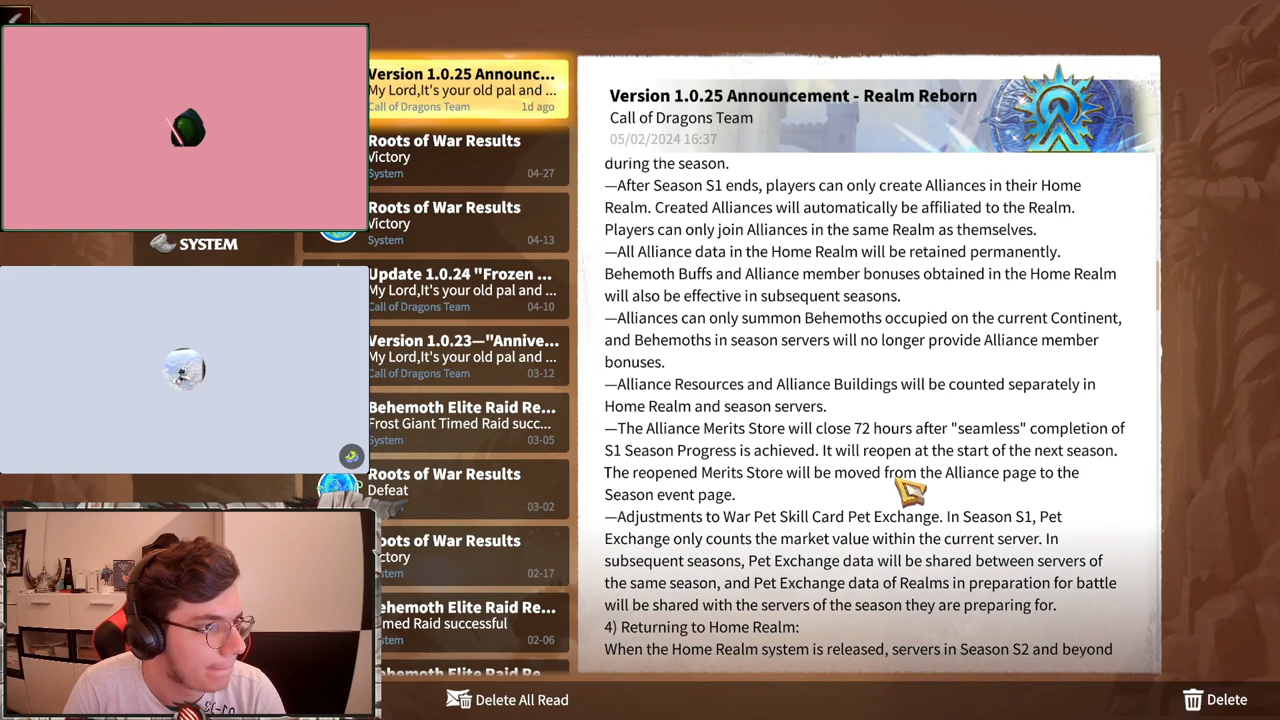 SYSTEM
Version 1.0.25 Announc...
My Lord,It's your old pal and ...
Call of Dragons Team
1d ago
Roots of War Results
Victory
System
04-27
Roots of War Results
Victory
System
04-13
Update 1.0.24 "Frozen ...
My Lord,It's your old pal and ...
Call of Dragons Team
04-10
Version 1.0.23—"Annive...
My Lord,It's your old pal and ...
Call of Dragons Team
03-12
Behemoth Elite Raid Re...
Frost Giant Timed Raid succ...
System
03-05
Roots of War Results
Defeat
03-02
oots of War Results
ctory
stem
02-17
ehemoth Elite Raid Re...
med Raid successful
stem
02-06
ehemoth Elite Raid Re...
Delete All Read
Version 1.0.25 Announcement - Realm Reborn
Call of Dragons Team
05/02/2024 16:37
during the season.
—After Season S1 ends, players can only create Alliances in their Home
Realm. Created Alliances will automatically be affiliated to the Realm.
Players can only join Alliances in the same Realm as themselves.
—All Alliance data in the Home Realm will be retained permanently.
Behemoth Buffs and Alliance member bonuses obtained in the Home Realm
will also be effective in subsequent seasons.
—Alliances can only summon Behemoths occupied on the current Continent,
and Behemoths in season servers will no longer provide Alliance member
bonuses.
—Alliance Resources and Alliance Buildings will be counted separately in
Home Realm and season servers.
—The Alliance Merits Store will close 72 hours after "seamless" completion of
S1 Season Progress is achieved. It will reopen at the start of the next season.
The reopened Merits Store will be moved from the Alliance page to the
Season event page.
—Adjustments to War Pet Skill Card Pet Exchange. In Season S1, Pet
Exchange only counts the market value within the current server. In
subsequent seasons, Pet Exchange data will be shared between servers of
the same season, and Pet Exchange data of Realms in preparation for battle
will be shared with the servers of the season they are preparing for.
4) Returning to Home Realm:
When the Home Realm system is released, servers in Season S2 and beyond
Delete